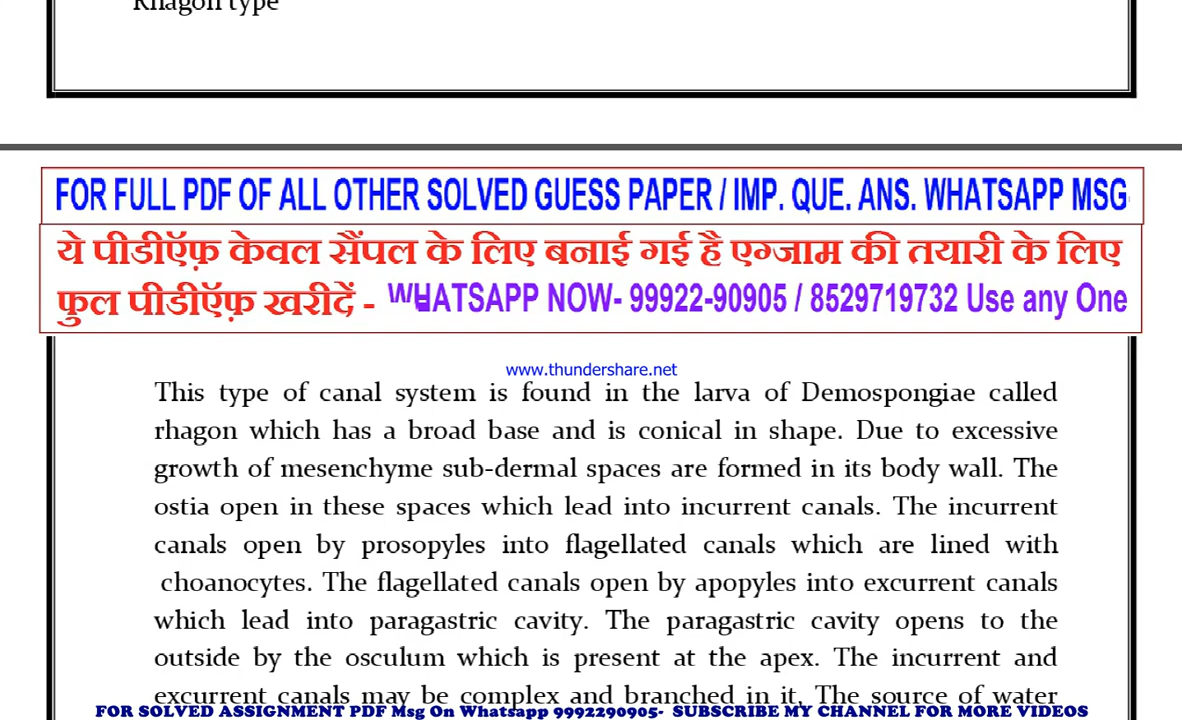 Rhagon type
FOR FULL PDF OF ALL OTHER SOLVED GUESS PAPER / IMP. QUE. ANS. WHATSAPP MSG
ये पीडीऍफ़ केवल सैंपल के लिए बनाई गई है एग्जाम की तयारी के लिए
फुल पीडीऍफ़ खरीदें - WHATSAPP NOW- 99922-90905 / 8529719732 Use any One
www.thundershare.net
This type of canal system is found in the larva of Demospongiae called
rhagon which has a broad base and is conical in shape. Due to excessive
growth of mesenchyme sub-dermal spaces are formed in its body wall. The
ostia open in these spaces which lead into incurrent canals. The incurrent
canals open by prosopyles into flagellated canals which are lined with
choanocytes. The flagellated canals open by apopyles into excurrent canals
which lead into paragastric cavity. The paragastric cavity opens to the
outside by the osculum which is present at the apex. The incurrent and
excurrent canals may be complex and branched in it. The source of water
FOR SOLVED ASSIGNMENT PDF Msg On Whatsapp 9992290905- SUBSCRIBE MY CHANNEL FOR MORE VIDEOS